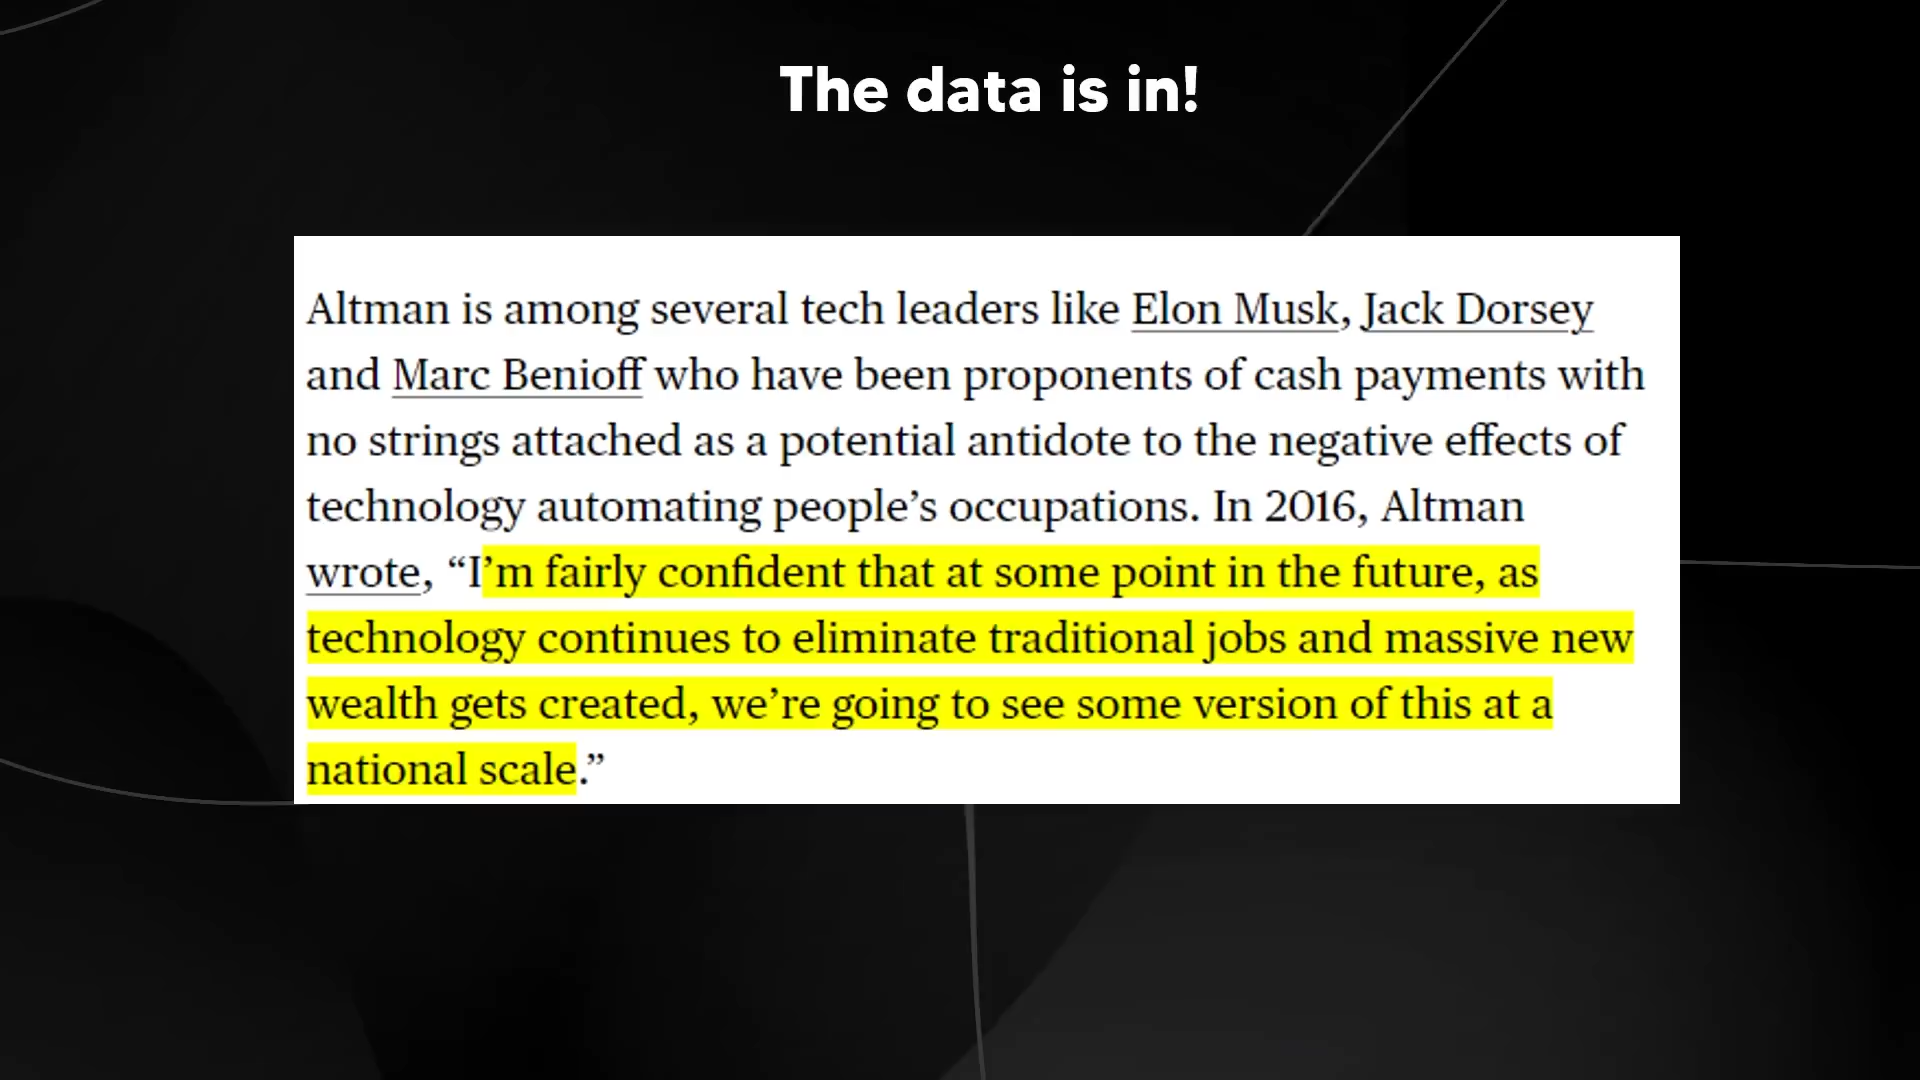 The data is in!
Altman is among several tech leaders like Elon Musk, Jack Dorsey
and Marc Benioff who have been proponents of cash payments with
no strings attached as a potential antidote to the negative effects of
technology automating people’s occupations. In 2016, Altman
wrote, “I’m fairly confident that at some point in the future, as
technology continues to eliminate traditional jobs and massive new
wealth gets created, we’re going to see some version of this at a
national scale.”